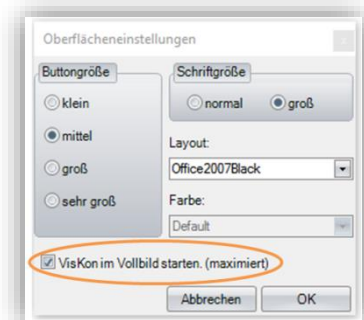 Oberflächeneinstellungen
Buttongröße
klein
mittel
groß
sehr groß
Schriftgröße
normal groß
Layout:
Office2007Black
Farbe:
Default
VisKon im Vollbild starten. (maximiert)
Abbrechen OK